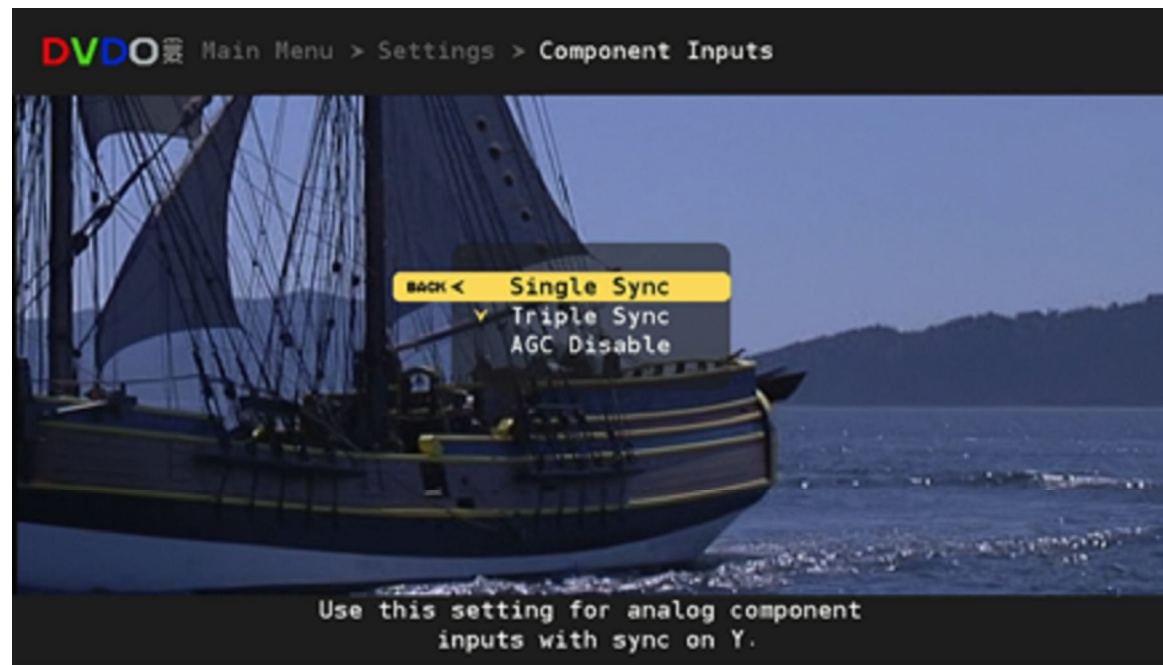 DVDO Main Menu > Settings > Component Inputs
BACK < Single Sync
Triple Sync
AGC Disable
Use this setting for analog component
inputs with sync on Y.